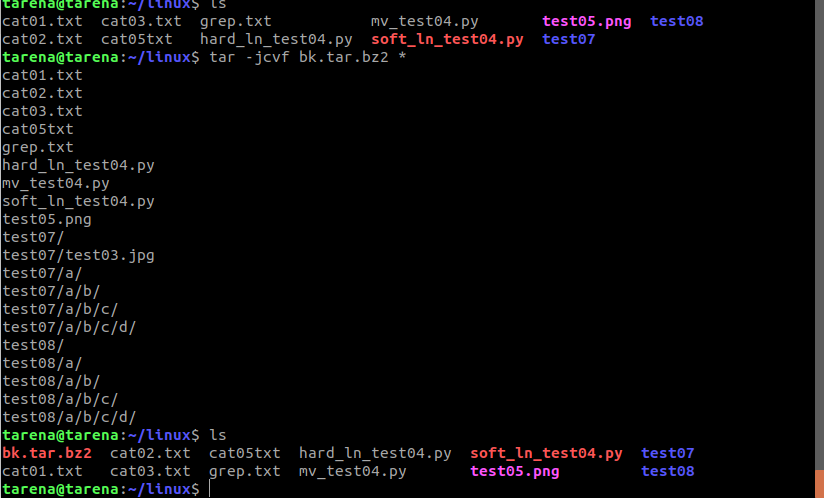 tarena@tarena:~/linux$ ls
cat01.txt cat03.txt grep.txt mv_test04.py test05.png test08
cat02.txt cat05txt hard_ln_test04.py soft_ln_test04.py test07
tarena@tarena:~/linux$ tar -jcvf bk.tar.bz2 *
cat01.txt
cat02.txt
cat03.txt
cat05txt
grep.txt
hard_ln_test04.py
mv_test04.py
soft_ln_test04.py
test05.png
test07/
test07/test03.jpg
test07/a/
test07/a/b/
test07/a/b/c/
test07/a/b/c/d/
test08/
test08/a/
test08/a/b/
test08/a/b/c/
test08/a/b/c/d/
tarena@tarena:~/linux$ ls
bk.tar.bz2 cat02.txt cat05txt hard_ln_test04.py soft_ln_test04.py test07
cat01.txt cat03.txt grep.txt mv_test04.py test05.png test08
tarena@tarena:~/linux$